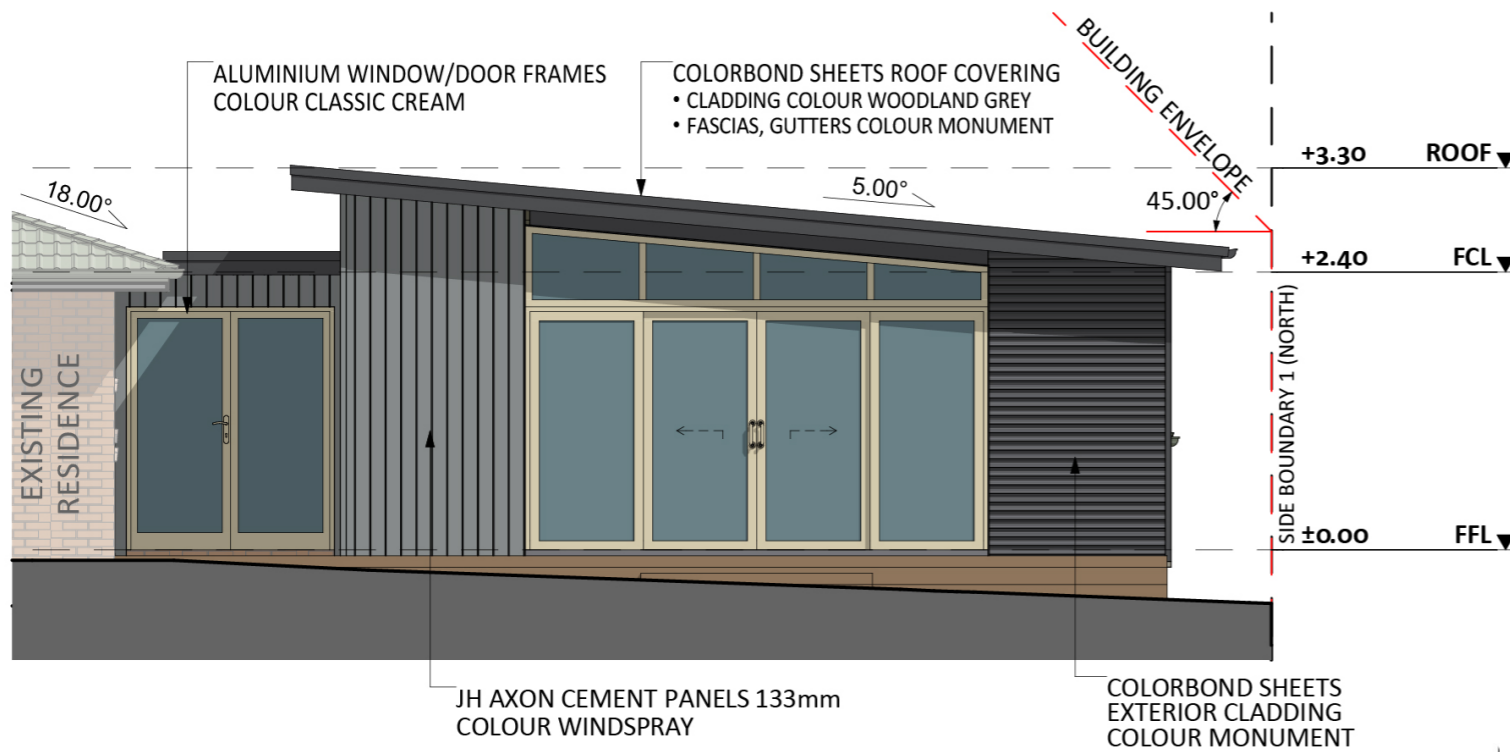 ALUMINIUM WINDOW/DOOR FRAMES
COLOUR CLASSIC CREAM
COLORBOND SHEETS ROOF COVERING
• CLADDING COLOUR WOODLAND GREY
• FASCIAS, GUTTERS COLOUR MONUMENT
BUILDING ENVELOPE
+3.30 ROOF
18.00°
5.00°
45.00°
+2.40 FCL
EXISTING
RESIDENCE
SIDE BOUNDARY 1 (NORTH)
±0.00 FFL
JH AXON CEMENT PANELS 133mm
COLOUR WINDSPRAY
COLORBOND SHEETS
EXTERIOR CLADDING
COLOUR MONUMENT